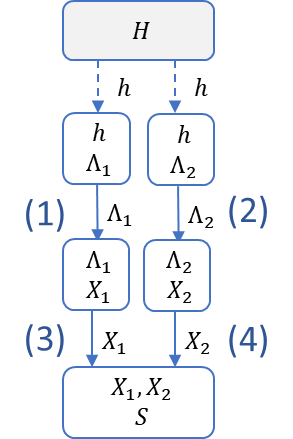 H
h h
h h
Λ₁ Λ₂
(1) Λ₁ Λ₂ (2)
Λ₁ Λ₂
X₁ X₂
(3) X₁ X₂ (4)
X₁, X₂
S